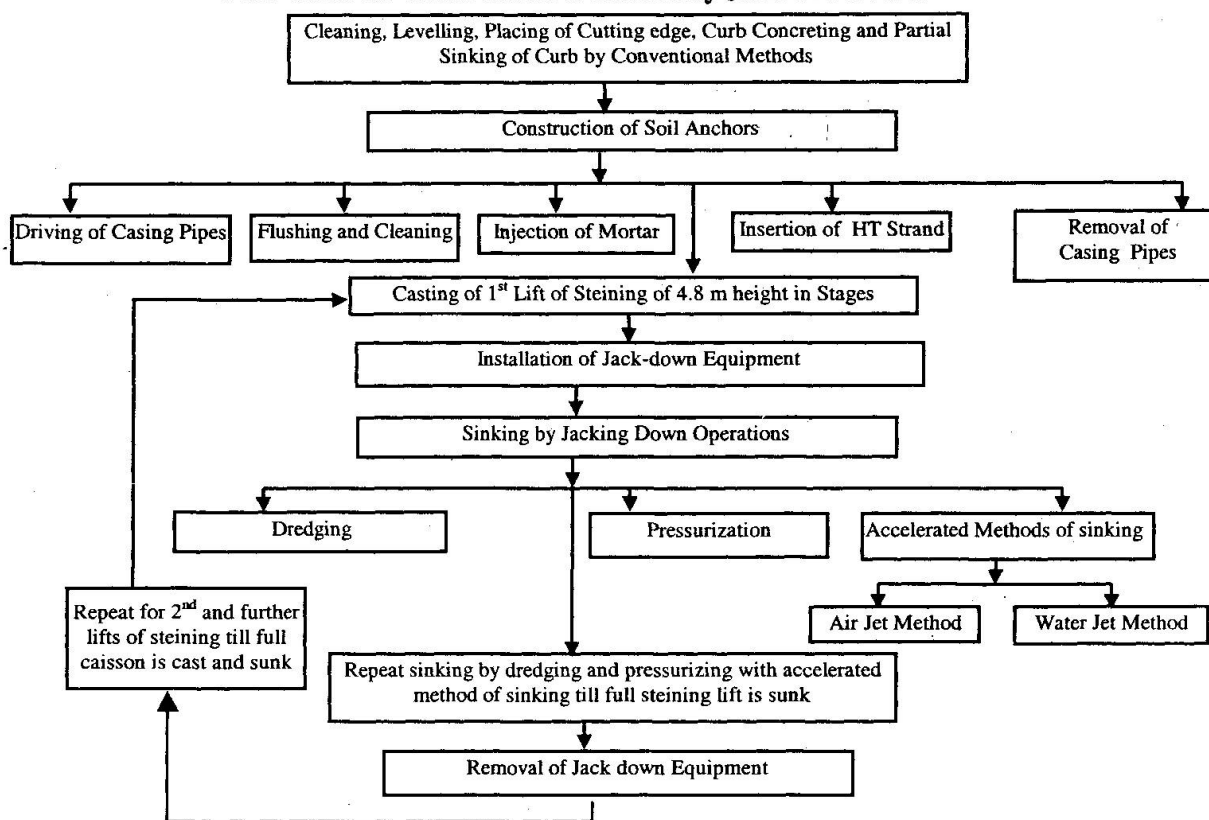 Cleaning, Levelling, Placing of Cutting edge, Curb Concreting and Partial
Sinking of Curb by Conventional Methods
Construction of Soil Anchors
Driving of Casing Pipes
Flushing and Cleaning
Injection of Mortar
Insertion of HT Strand
Removal of
Casing Pipes
Casting of 1st Lift of Steining of 4.8 m height in Stages
Installation of Jack-down Equipment
Sinking by Jacking Down Operations
Dredging
Pressurization
Accelerated Methods of sinking
Air Jet Method
Water Jet Method
Repeat for 2nd and further
lifts of steining till full
caisson is cast and sunk
Repeat sinking by dredging and pressurizing with accelerated
method of sinking till full steining lift is sunk
Removal of Jack down Equipment